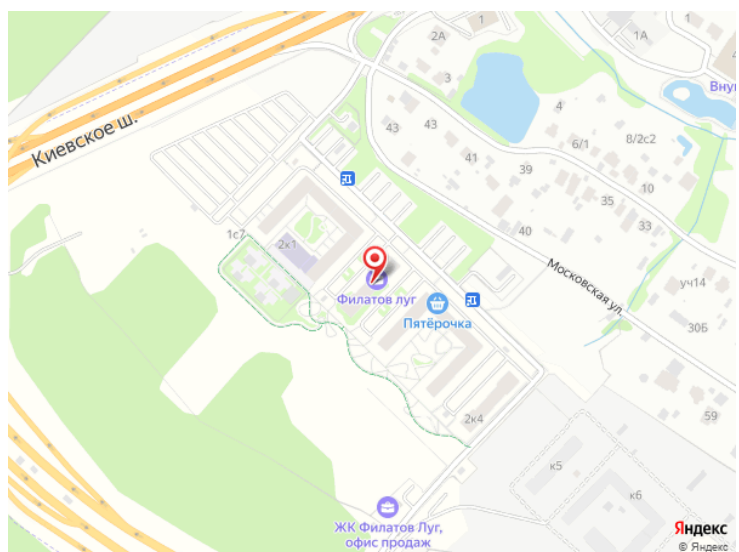 2А
1
1А
3
4
Вну
Киевское ш.
43
43
41
39
6/1
8/2с2
35
10
33
40
1с7
2к1
Филатов луг
Пятёрочка
Московская ул.
уч14
30Б
2к4
59
к5
к6
ЖК Филатов Луг,
офис продаж
Яндекс
© Яндекс